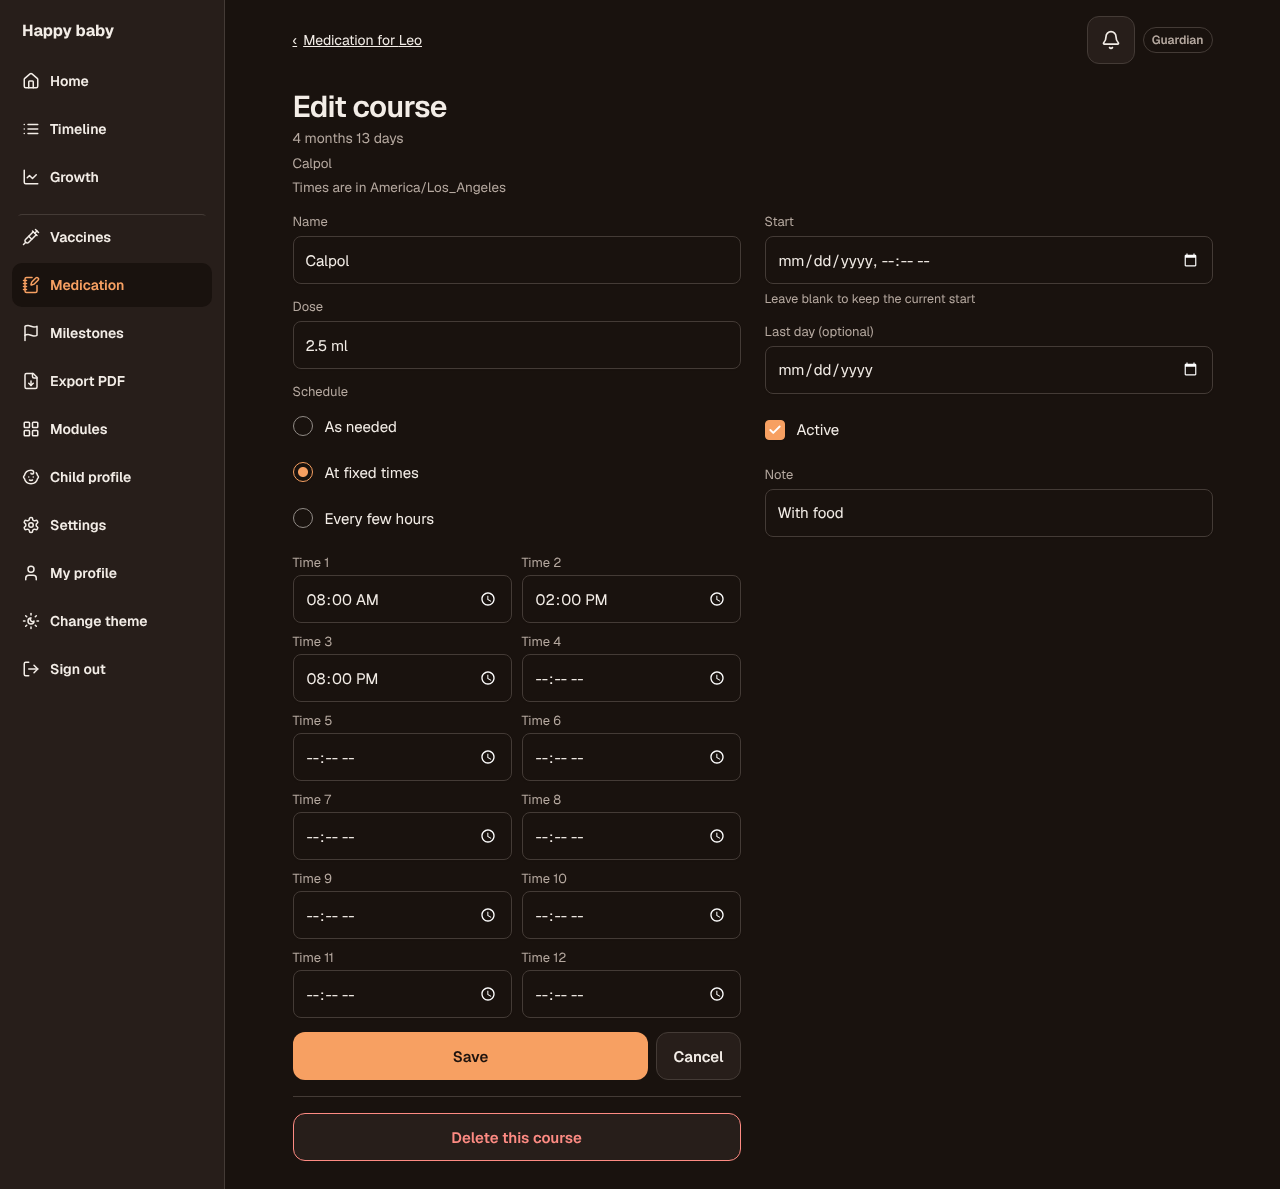 Happy baby
Home
Timeline
Growth
Vaccines
Medication
Milestones
Export PDF
Modules
Child profile
Settings
My profile
Change theme
Sign out
‹ Medication for Leo
Guardian
Edit course
4 months 13 days
Calpol
Times are in America/Los_Angeles
Name
Calpol
Dose
2.5 ml
Schedule
As needed
At fixed times
Every few hours
Time 1
08:00 AM
Time 2
02:00 PM
Time 3
08:00 PM
Time 4
--:-- --
Time 5
--:-- --
Time 6
--:-- --
Time 7
--:-- --
Time 8
--:-- --
Time 9
--:-- --
Time 10
--:-- --
Time 11
--:-- --
Time 12
--:-- --
Save
Cancel
Delete this course
Start
mm/dd/yyyy, --:-- --
Leave blank to keep the current start
Last day (optional)
mm/dd/yyyy
Active
Note
With food